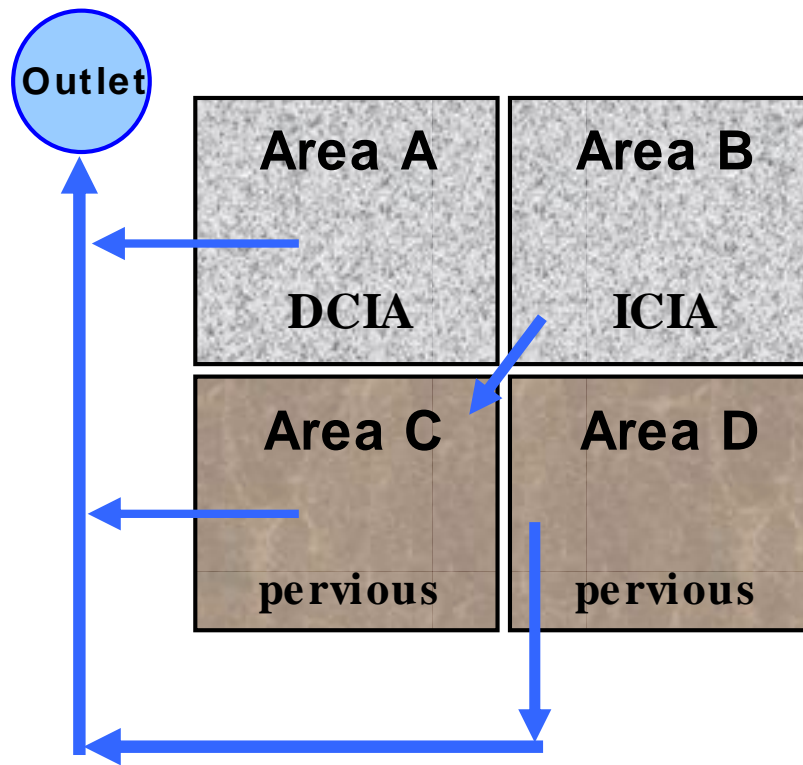 Outlet
Area A
Area B
DCIA
ICIA
Area C
Area D
pervious
pervious